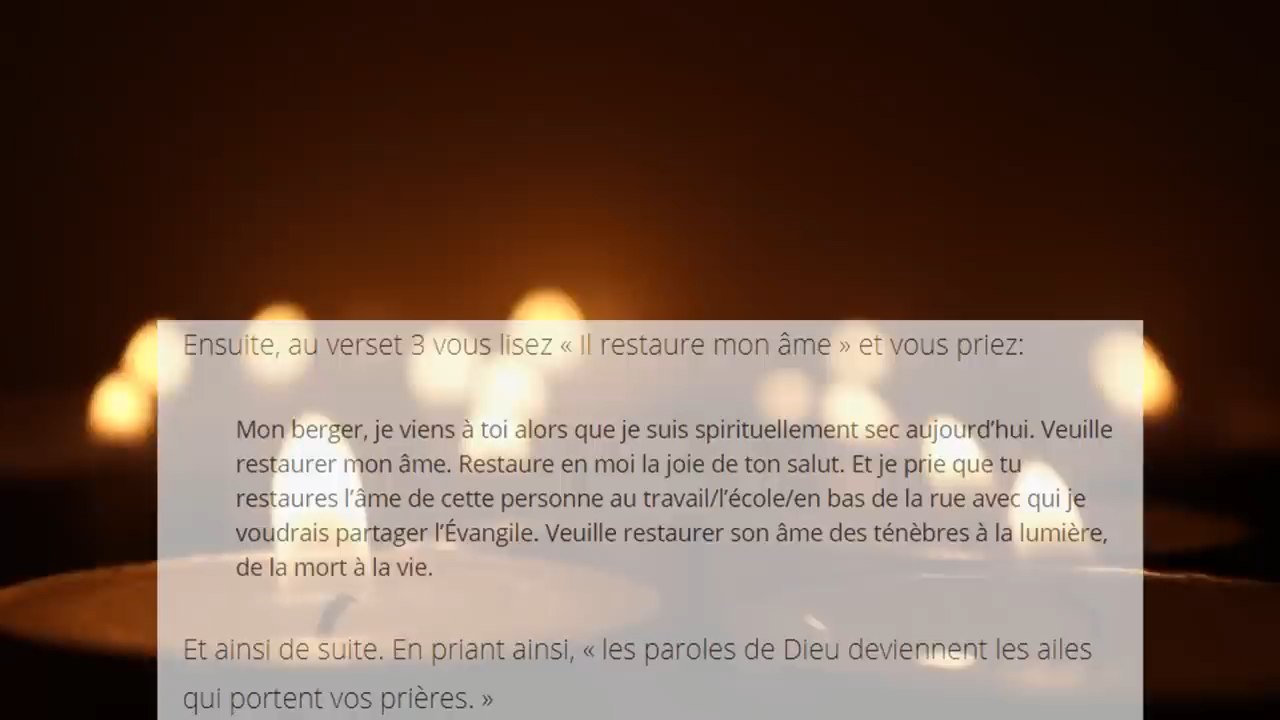 Ensuite, au verset 3 vous lisez « Il restaure mon âme » et vous priez:
Mon berger, je viens à toi alors que je suis spirituellement sec aujourd’hui. Veuille
restaurer mon âme. Restaure en moi la joie de ton salut. Et je prie que tu
restaures l’âme de cette personne au travail/l’école/en bas de la rue avec qui je
voudrais partager l’Évangile. Veuille restaurer son âme des ténèbres à la lumière,
de la mort à la vie.
Et ainsi de suite. En priant ainsi, « les paroles de Dieu deviennent les ailes
qui portent vos prières. »